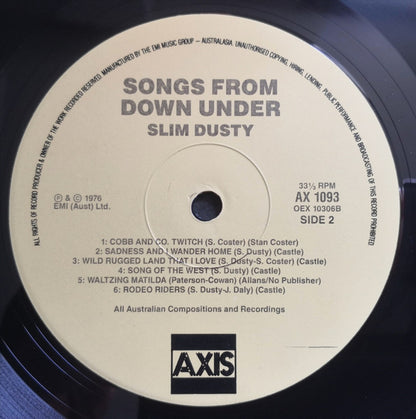 ALL RIGHTS OF RECORD PRODUCER & OWNER OF THE WORK RECORDED RESERVED. MANUFACTURED BY THE EMI MUSIC GROUP – AUSTRALASIA. UNAUTHORISED COPYING, HIRING, LENDING, PUBLIC PERFORMANCE AND BROADCASTING OF THIS RECORD PROHIBITED
SONGS FROM
DOWN UNDER
SLIM DUSTY
℗ & © 1976
EMI (Aust) Ltd.
33⅓ RPM
AX 1093
OEX 10306B
SIDE 2
1: COBB AND CO. TWITCH (S. Coster) (Stan Coster)
2: SADNESS AND I WANDER HOME (S. Dusty) (Castle)
3: WILD RUGGED LAND THAT I LOVE (S. Dusty-S. Coster) (Castle)
4: SONG OF THE WEST (S. Dusty) (Castle)
5: WALTZING MATILDA (Paterson-Cowan) (Allans/No Publisher)
6: RODEO RIDERS (S. Dusty-J. Daly) (Castle)
All Australian Compositions and Recordings
AXIS